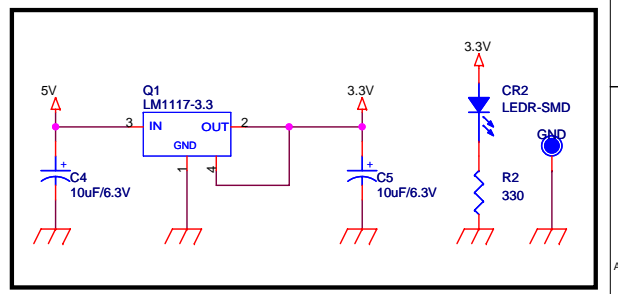 3.3V
5V
Q1
LM1117-3.3
3.3V
CR2
LEDR-SMD
3
IN
OUT
2
GND
GND
1
4
C4
10uF/6.3V
+
C5
10uF/6.3V
+
R2
330
A